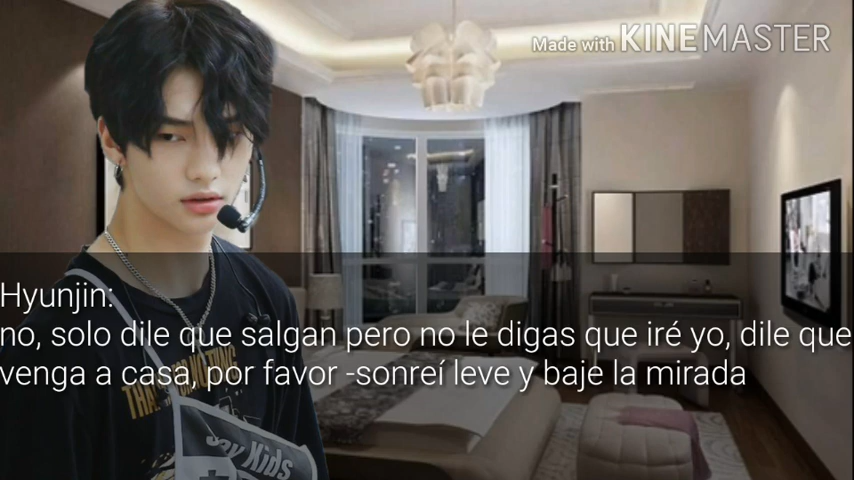 Made with KINEMASTER
Hyunjin:
no, solo dile que salgan pero no le digas que iré yo, dile que
venga a casa, por favor -sonreí leve y baje la mirada
Say Kids